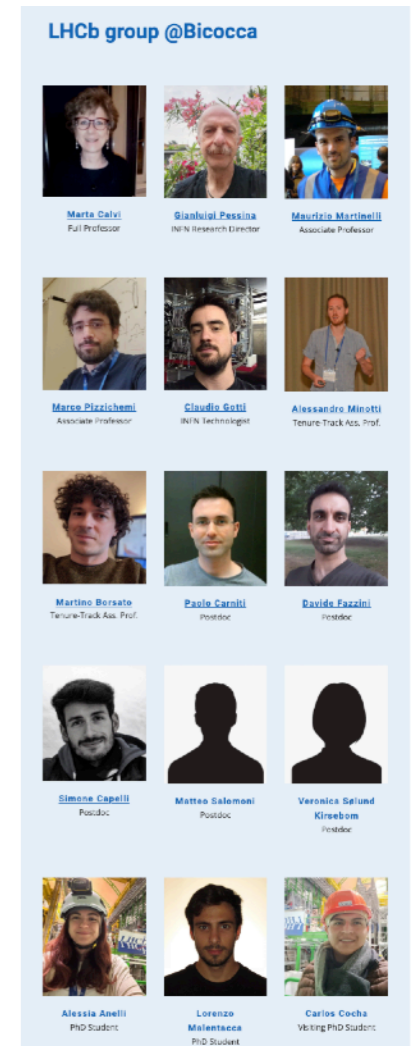 LHCb group @Bicocca
Marta Calvi
Full Professor
Gianluigi Pessina
INFN Research Director
Maurizio Martinelli
Associate Professor
Marco Pizzichemi
Associate Professor
Claudio Gotti
INFN Technologist
Alessandro Minotti
Tenure-Track Ass. Prof.
Martino Borsato
Tenure-Track Ass. Prof.
Paolo Carniti
Postdoc
Davide Fazzini
Postdoc
Simone Capelli
Postdoc
Matteo Salomoni
Postdoc
Veronica Sølund
Kirsebom
Postdoc
Alessia Anelli
PhD Student
Lorenzo
Malentacca
PhD Student
Carlos Cocha
Visiting PhD Student